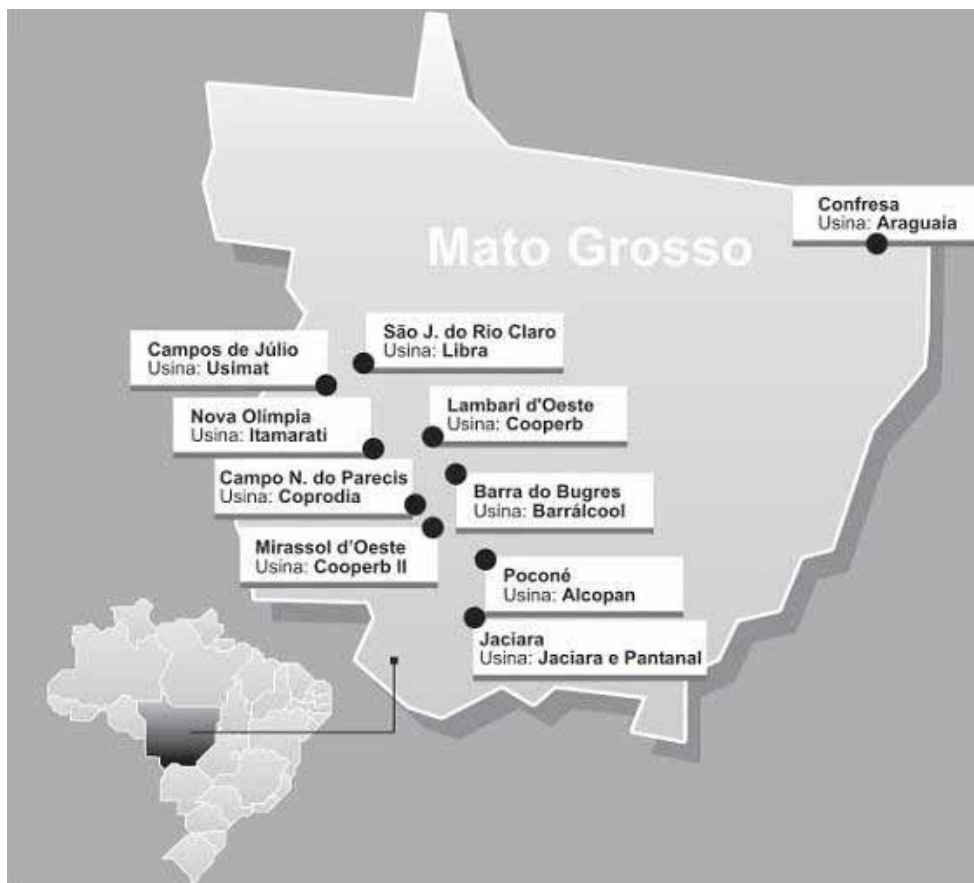 Confresa
Usina: Araguaia
Mato Grosso
São J. do Rio Claro
Usina: Libra
Campos de Júlio
Usina: Usimat
Lambari d'Oeste
Usina: Cooperb
Nova Olímpia
Usina: Itamarati
Campo N. do Parecis
Usina: Coprodia
Barra do Bugres
Usina: Barrálcool
Mirassol d'Oeste
Usina: Cooperb II
Poconé
Usina: Alcopan
Jaciara
Usina: Jaciara e Pantanal